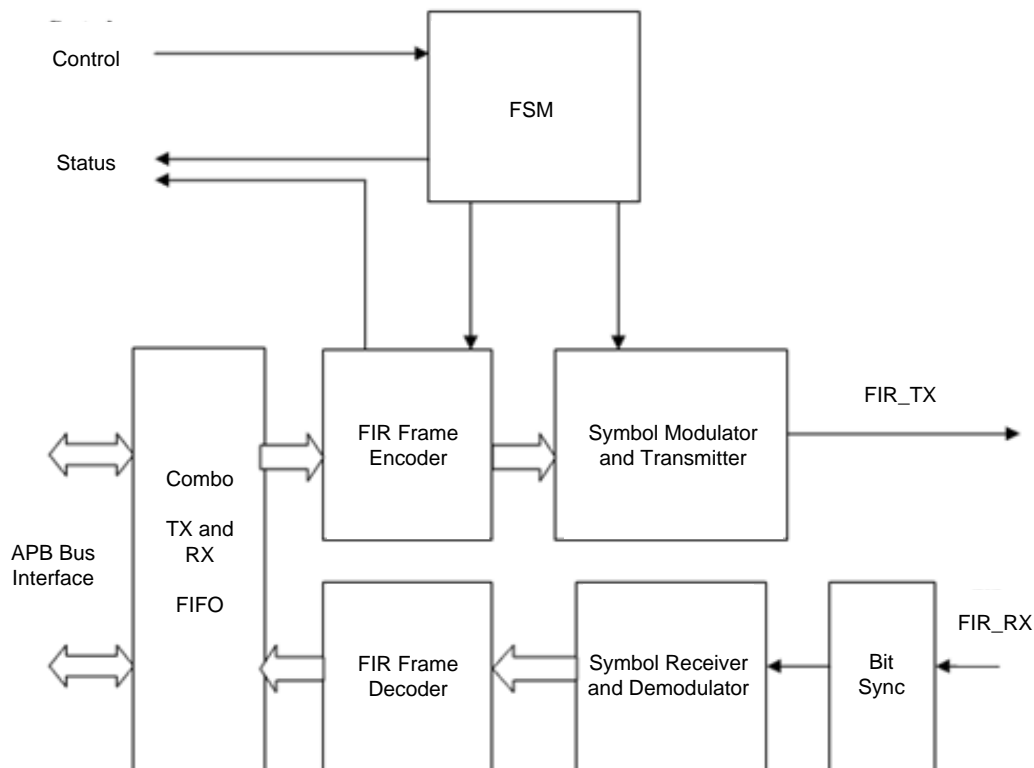 Control
FSM
Status
FIR_TX
FIR Frame
Encoder
Symbol Modulator
and Transmitter
Combo
TX and
RX
FIFO
APB Bus
Interface
FIR Frame
Decoder
Symbol Receiver
and Demodulator
Bit
Sync
FIR_RX